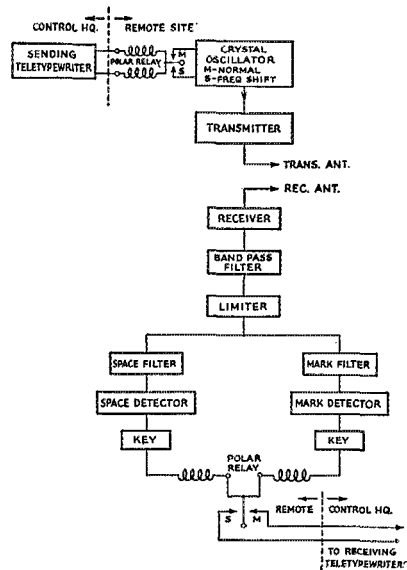 CONTROL HQ. REMOTE SITE
SENDING
TELETYPEWRITER
POLAR RELAY
M
S
CRYSTAL
OSCILLATOR
M-NORMAL
S-FREQ SHIFT
TRANSMITTER
TRANS. ANT.
REC. ANT.
RECEIVER
BAND PASS
FILTER
LIMITER
SPACE FILTER
MARK FILTER
SPACE DETECTOR
MARK DETECTOR
KEY
KEY
POLAR
RELAY
S M
REMOTE CONTROL HQ.
TO RECEIVING
TELETYPEWRITERS